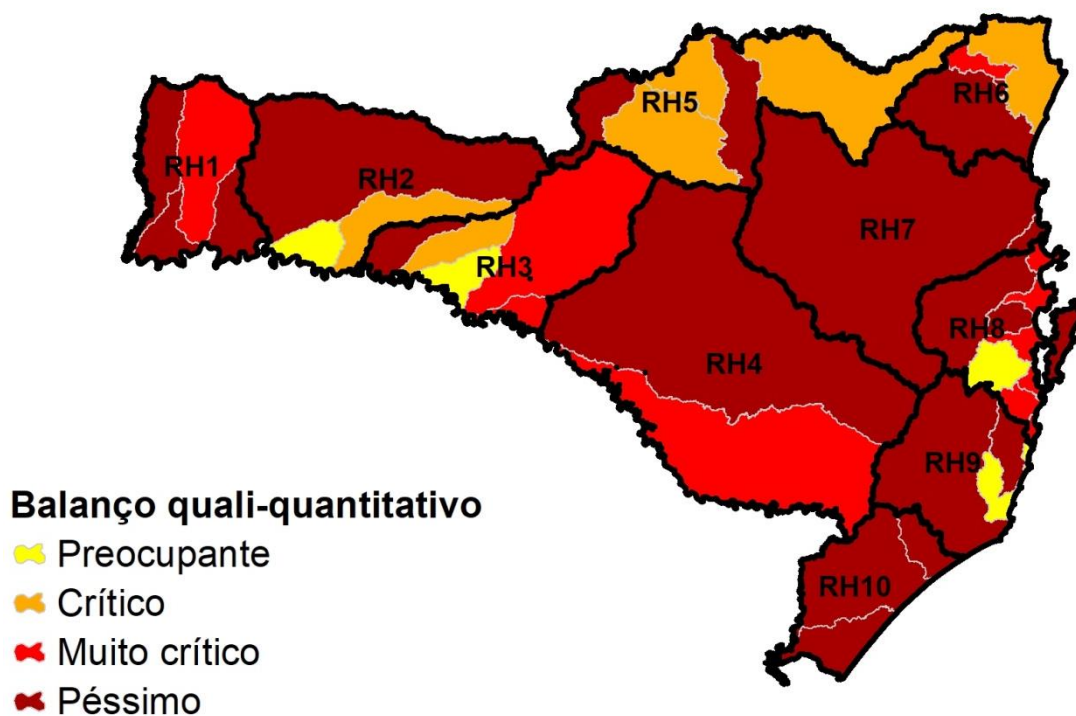 RH1
RH2
RH3
RH4
RH5
RH6
RH7
RH8
RH9
RH10
Balanço quali-quantitativo
Preocupante
Crítico
Muito crítico
Péssimo